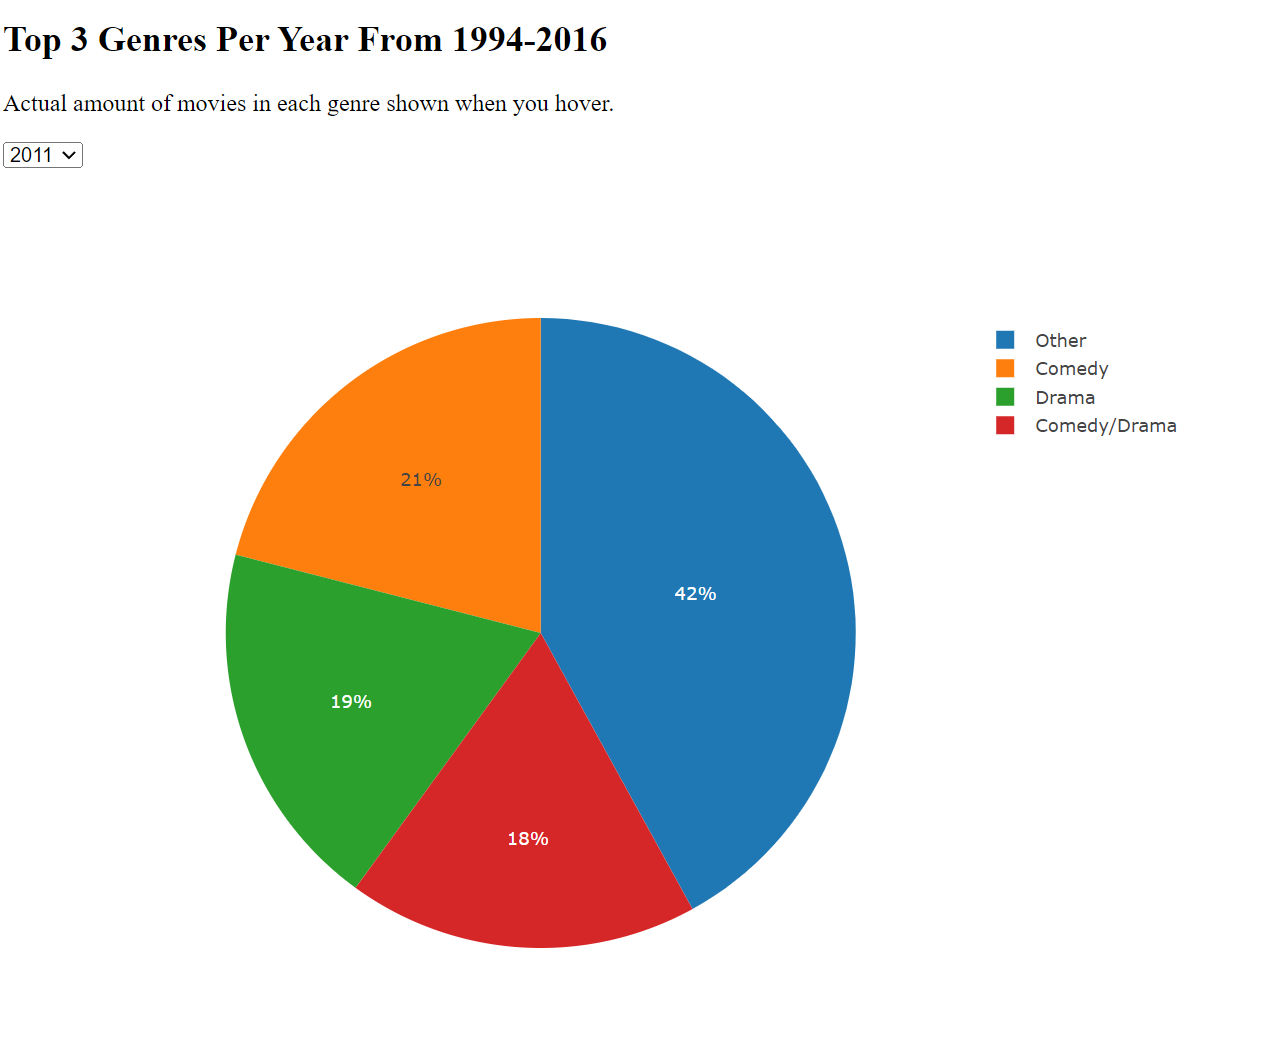 Top 3 Genres Per Year From 1994-2016
Actual amount of movies in each genre shown when you hover.
2011
Other
Comedy
Drama
Comedy/Drama
21%
42%
19%
18%